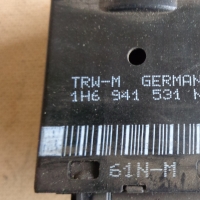 TRW-M GERMAN
1H6 941 531 N
61N-M